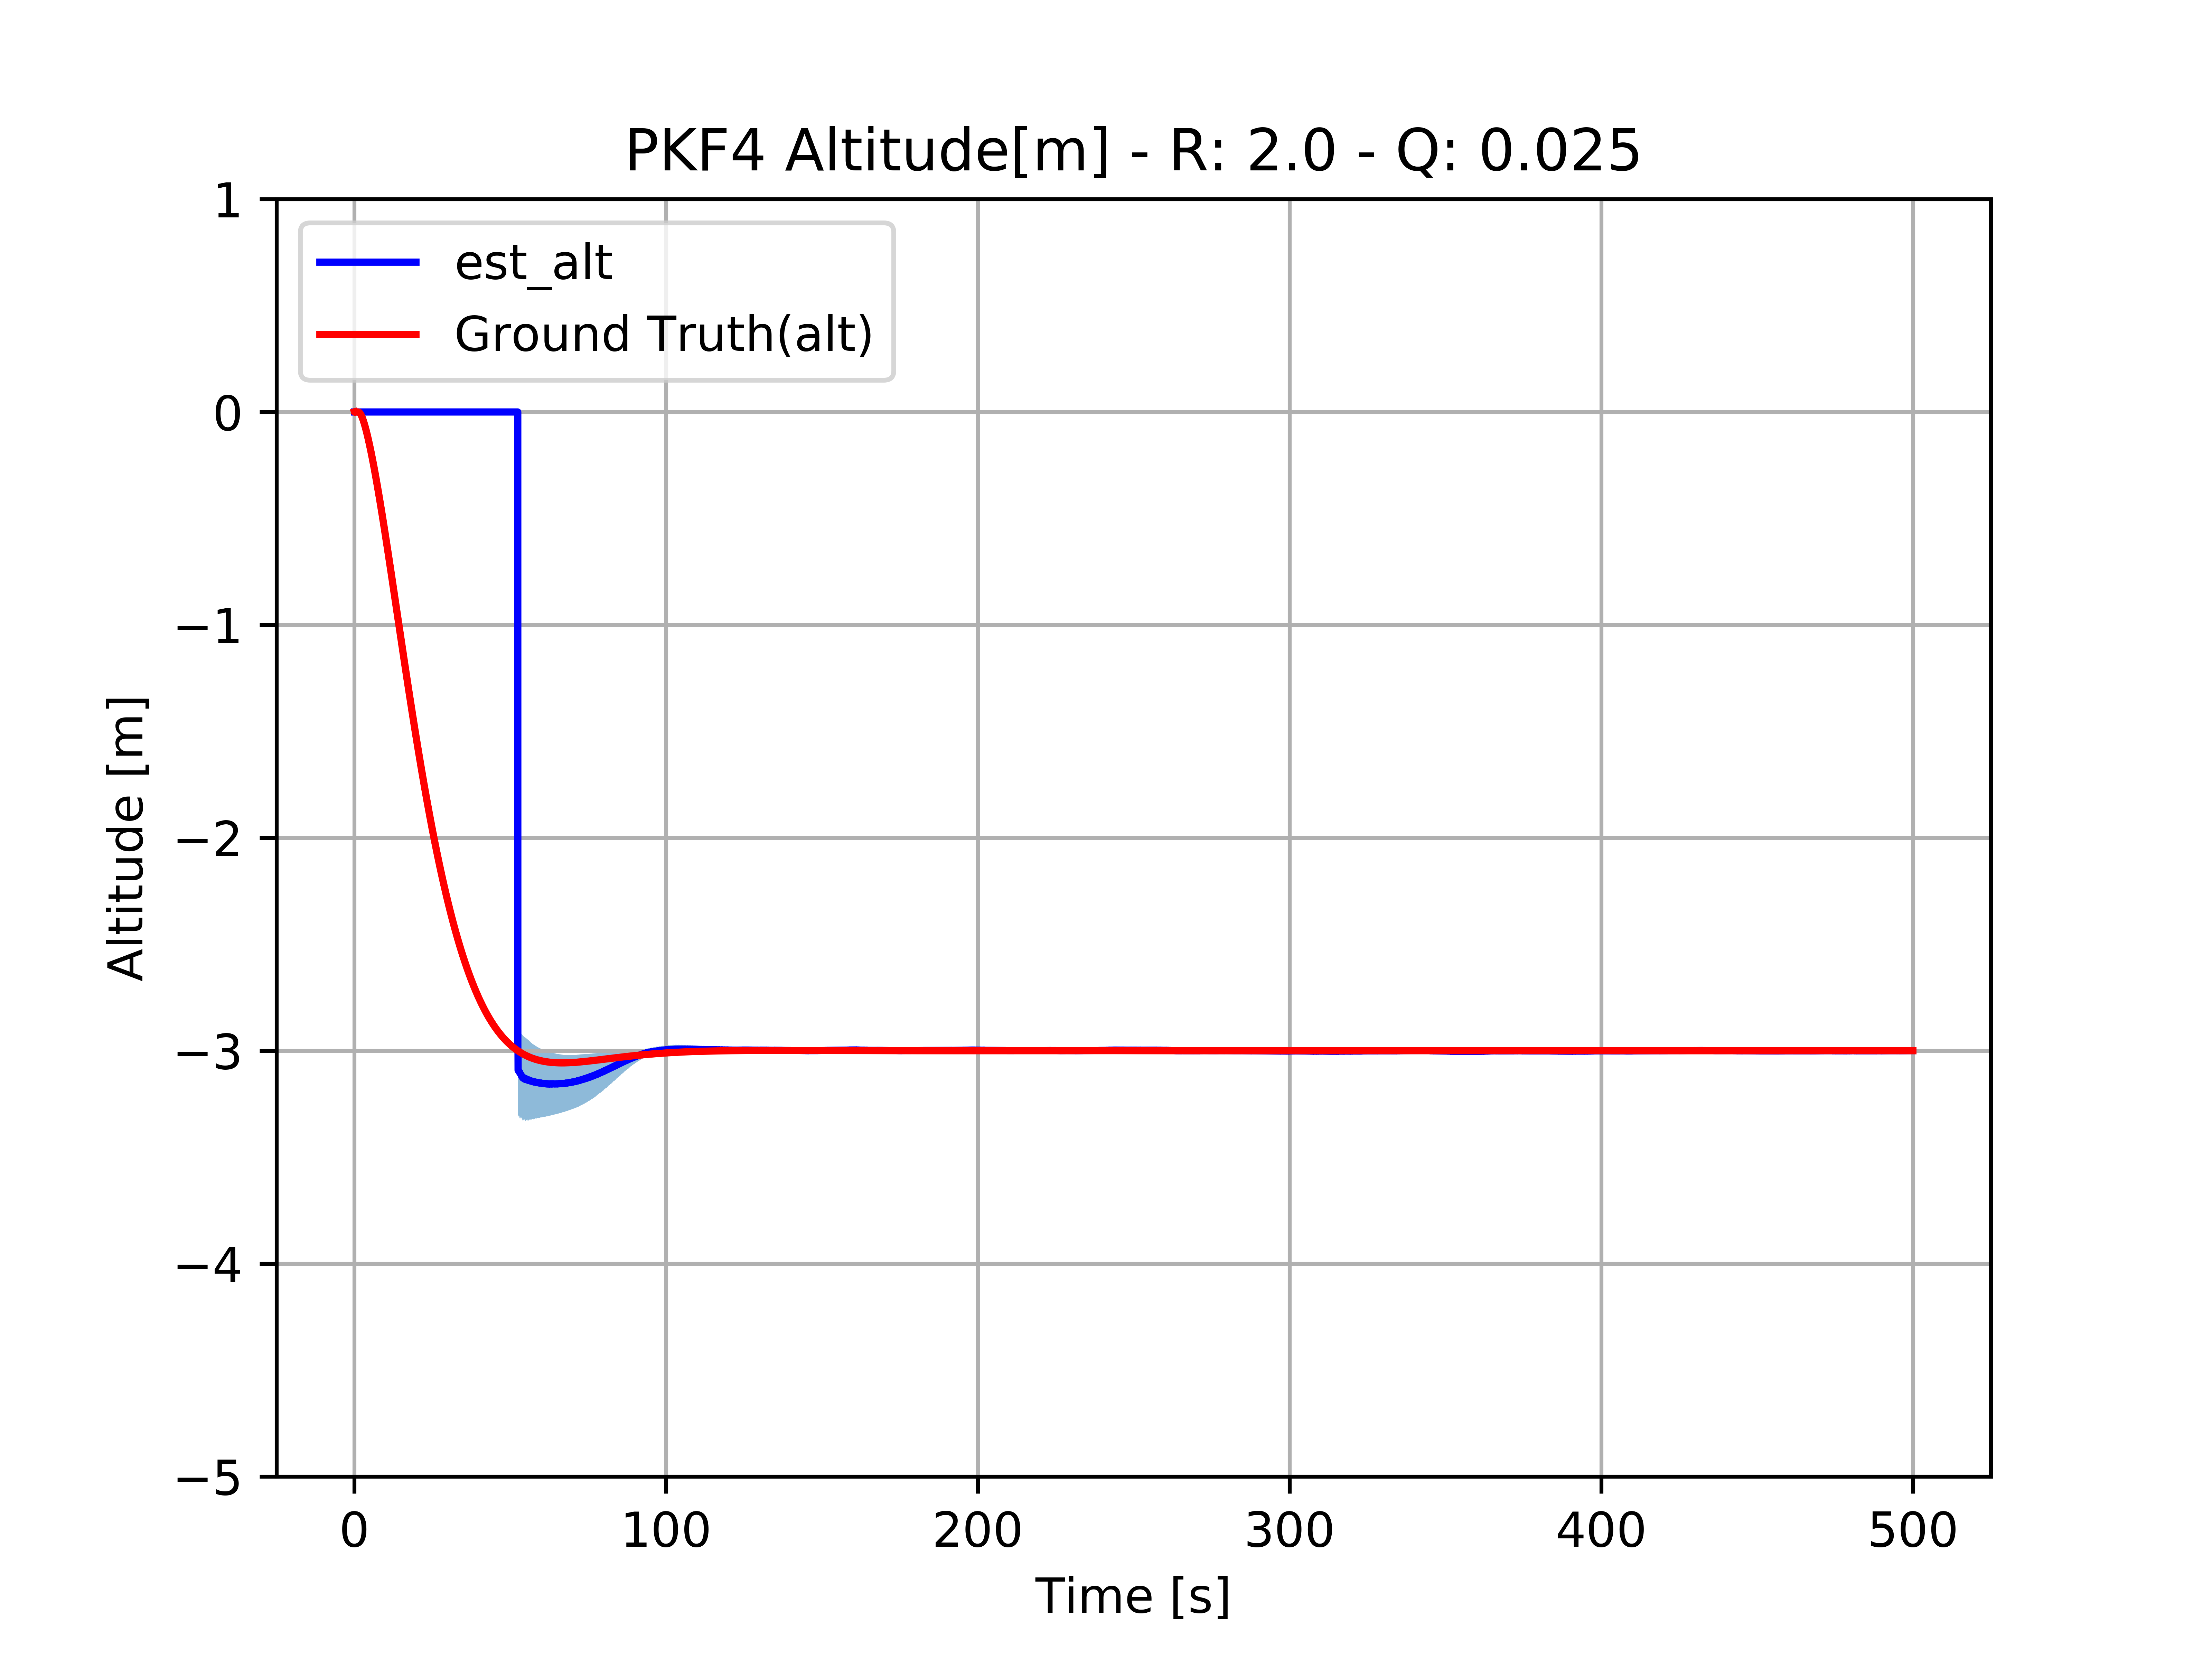 PKF4 Altitude[m] - R: 2.0 - Q: 0.025
est_alt
Ground Truth(alt)
1
0
−1
−2
−3
−4
−5
Altitude [m]
0 100 200 300 400 500
Time [s]